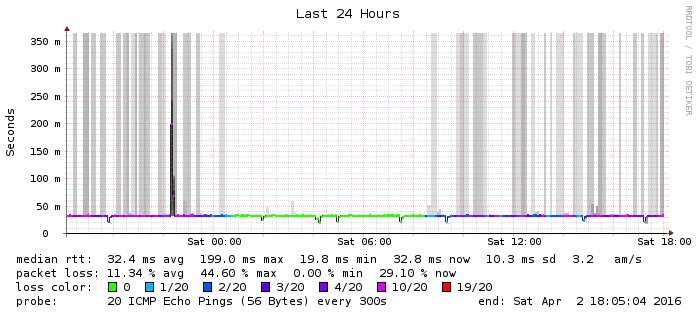 Last 24 Hours
RRDTOOL / TOBI OETIKER
Seconds
350 m
300 m
250 m
200 m
150 m
100 m
50 m
0
Sat 00:00 Sat 06:00 Sat 12:00 Sat 18:00
median rtt: 32.4 ms avg 199.0 ms max 19.8 ms min 32.8 ms now 10.3 ms sd 3.2 am/s
packet loss: 11.34 % avg 44.60 % max 0.00 % min 29.10 % now
loss color: 0 1/20 2/20 3/20 4/20 10/20 19/20
probe: 20 ICMP Echo Pings (56 Bytes) every 300s end: Sat Apr 2 18:05:04 2016